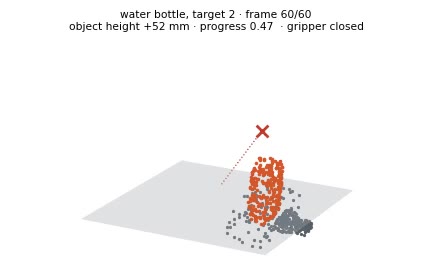 water bottle, target 2 · frame 60/60
object height +52 mm · progress 0.47 · gripper closed